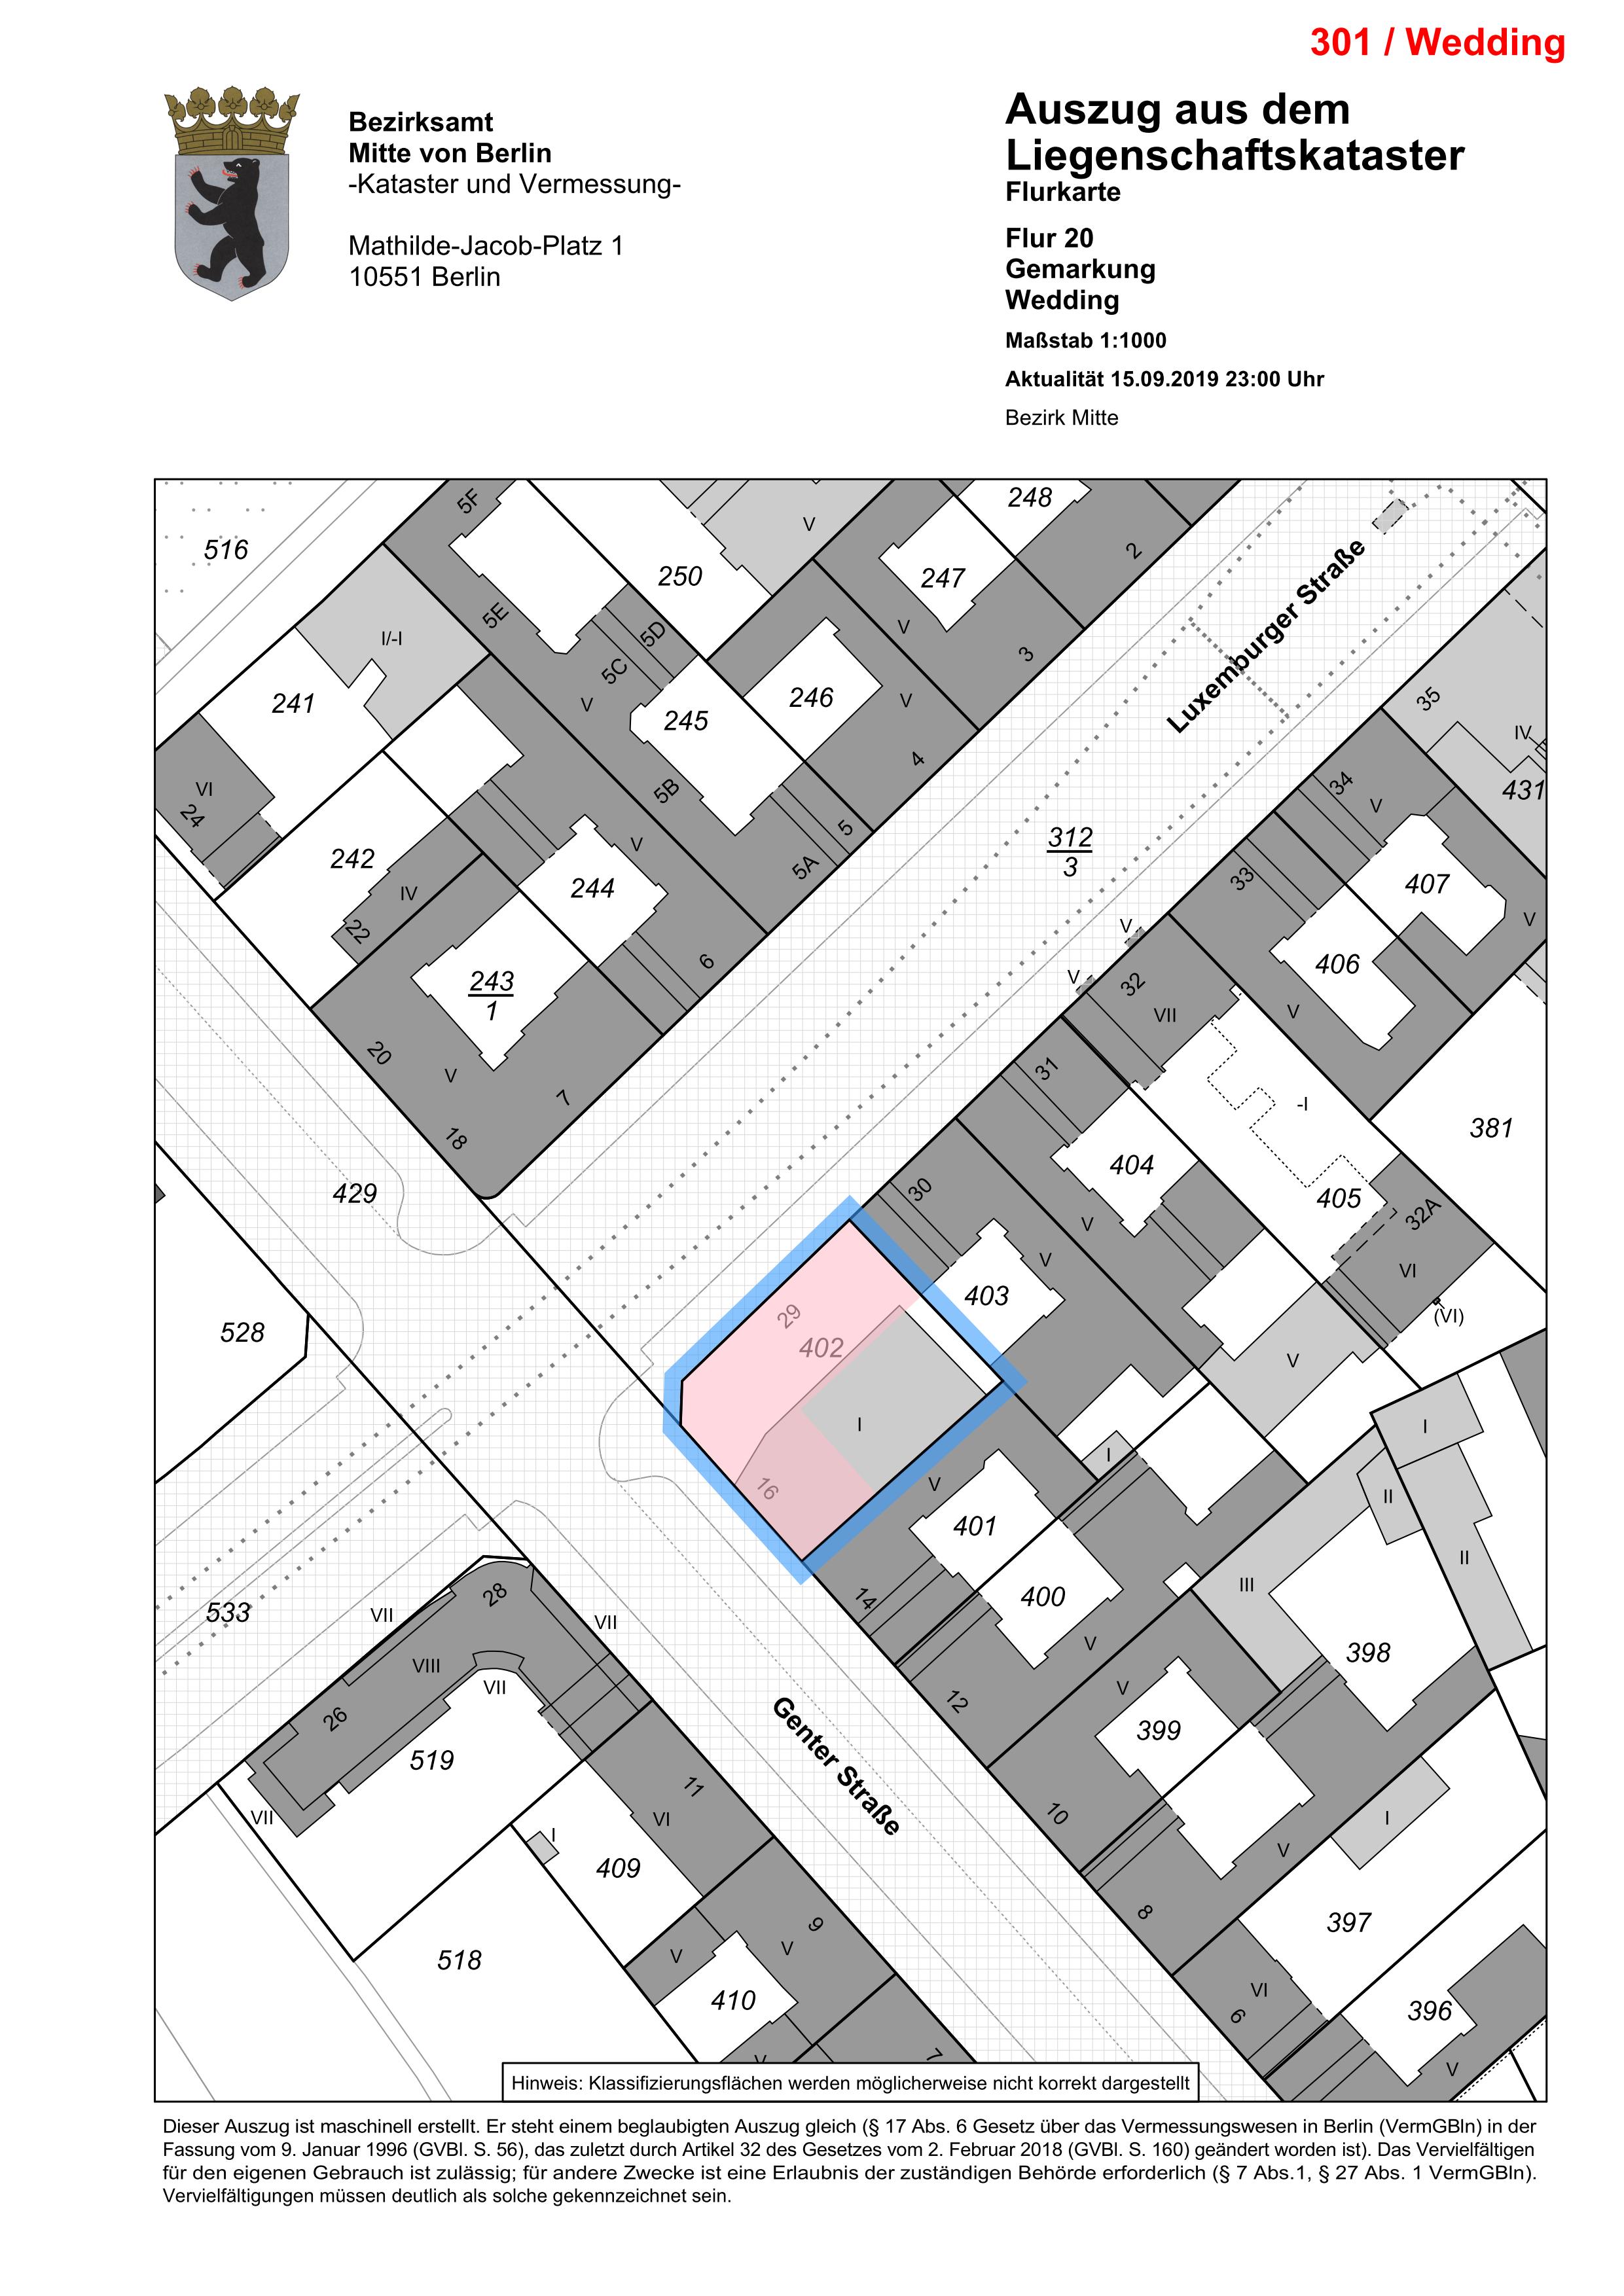 301 / Wedding
Bezirksamt
Mitte von Berlin
-Kataster und Vermessung-
Mathilde-Jacob-Platz 1
10551 Berlin
Auszug aus dem
Liegenschaftskataster
Flurkarte
Flur 20
Gemarkung
Wedding
Maßstab 1:1000
Aktualität 15.09.2019 23:00 Uhr
Bezirk Mitte
516
5F
250
V
247
248
2
Luxemburger Straße
I/-I
5E
5D
5C
V
3
241
V
245
246
V
4
35
IV
431
VI
24
5B
5
5A
34
V
242
V
312
3
IV
244
33
407
22
V
V
6
406
243
1
V
32
VII
V
20
V
7
31
-I
381
18
429
404
405
30
V
32A
V
VI
403
(VI)
528
29
402
V
I
I
I
16
V
II
401
II
14
400
III
533
VII
28
VII
V
398
VIII
VII
12
V
26
399
519
Genter Straße
11
10
VII
I
VI
I
V
409
9
8
397
V
V
518
VI
410
6
396
V
7
V
Hinweis: Klassifizierungsflächen werden möglicherweise nicht korrekt dargestellt
Dieser Auszug ist maschinell erstellt. Er steht einem beglaubigten Auszug gleich (§ 17 Abs. 6 Gesetz über das Vermessungswesen in Berlin (VermGBln) in der
Fassung vom 9. Januar 1996 (GVBl. S. 56), das zuletzt durch Artikel 32 des Gesetzes vom 2. Februar 2018 (GVBl. S. 160) geändert worden ist). Das Vervielfältigen
für den eigenen Gebrauch ist zulässig; für andere Zwecke ist eine Erlaubnis der zuständigen Behörde erforderlich (§ 7 Abs.1, § 27 Abs. 1 VermGBln).
Vervielfältigungen müssen deutlich als solche gekennzeichnet sein.